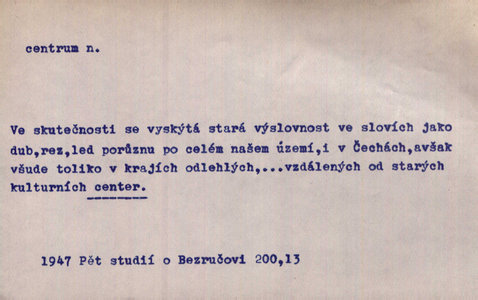 centrum n.
Ve skutečnosti se vyskýtá stará výslovnost ve slovích jako
dub,rez,led porůznu po celém našem území,i v Čechách,avšak
všude toliko v krajích odlehlých,...vzdálených od starých
kulturních center.
1947 Pět studií o Bezručovi 200,13